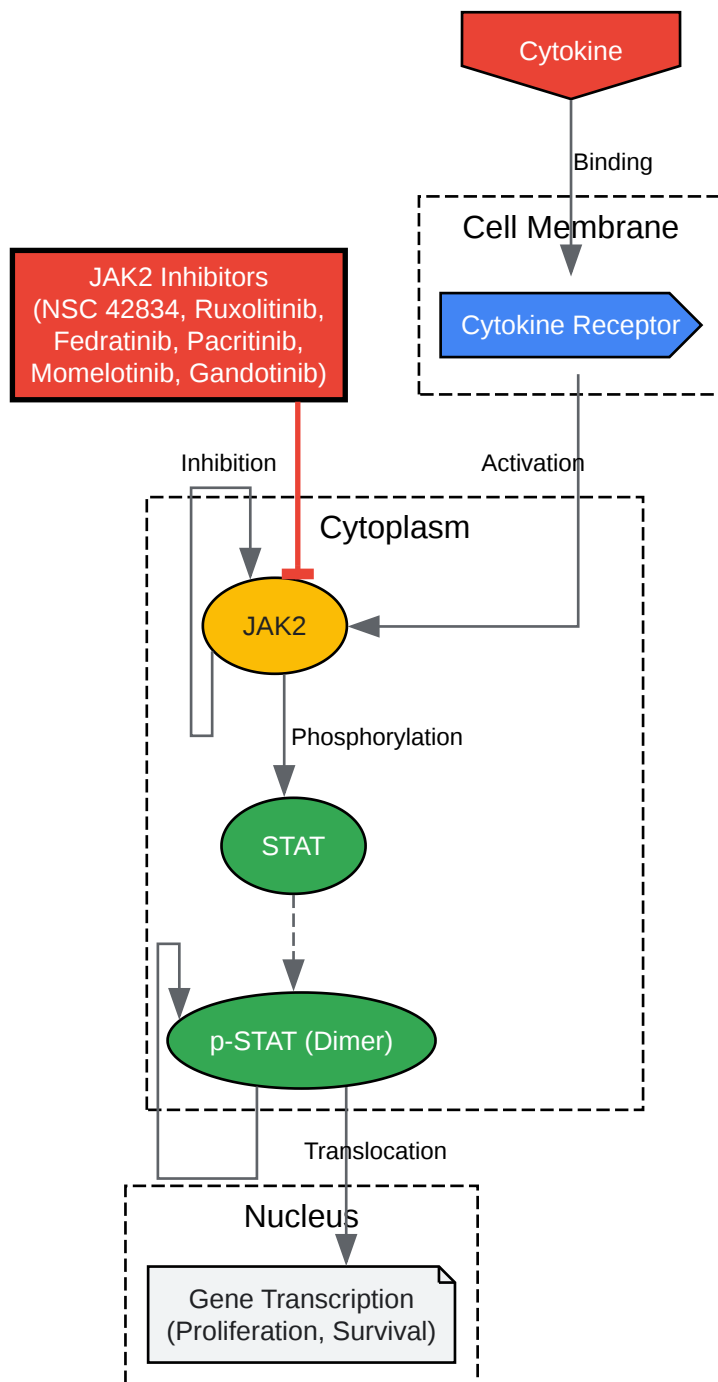 Cytokine
Binding
Cell Membrane
JAK2 Inhibitors
(NSC 42834, Ruxolitinib,
Fedratinib, Pacritinib,
Momelotinib, Gandotinib)
Cytokine Receptor
Inhibition
Activation
Cytoplasm
JAK2
Phosphorylation
STAT
p-STAT (Dimer)
Translocation
Nucleus
Gene Transcription
(Proliferation, Survival)